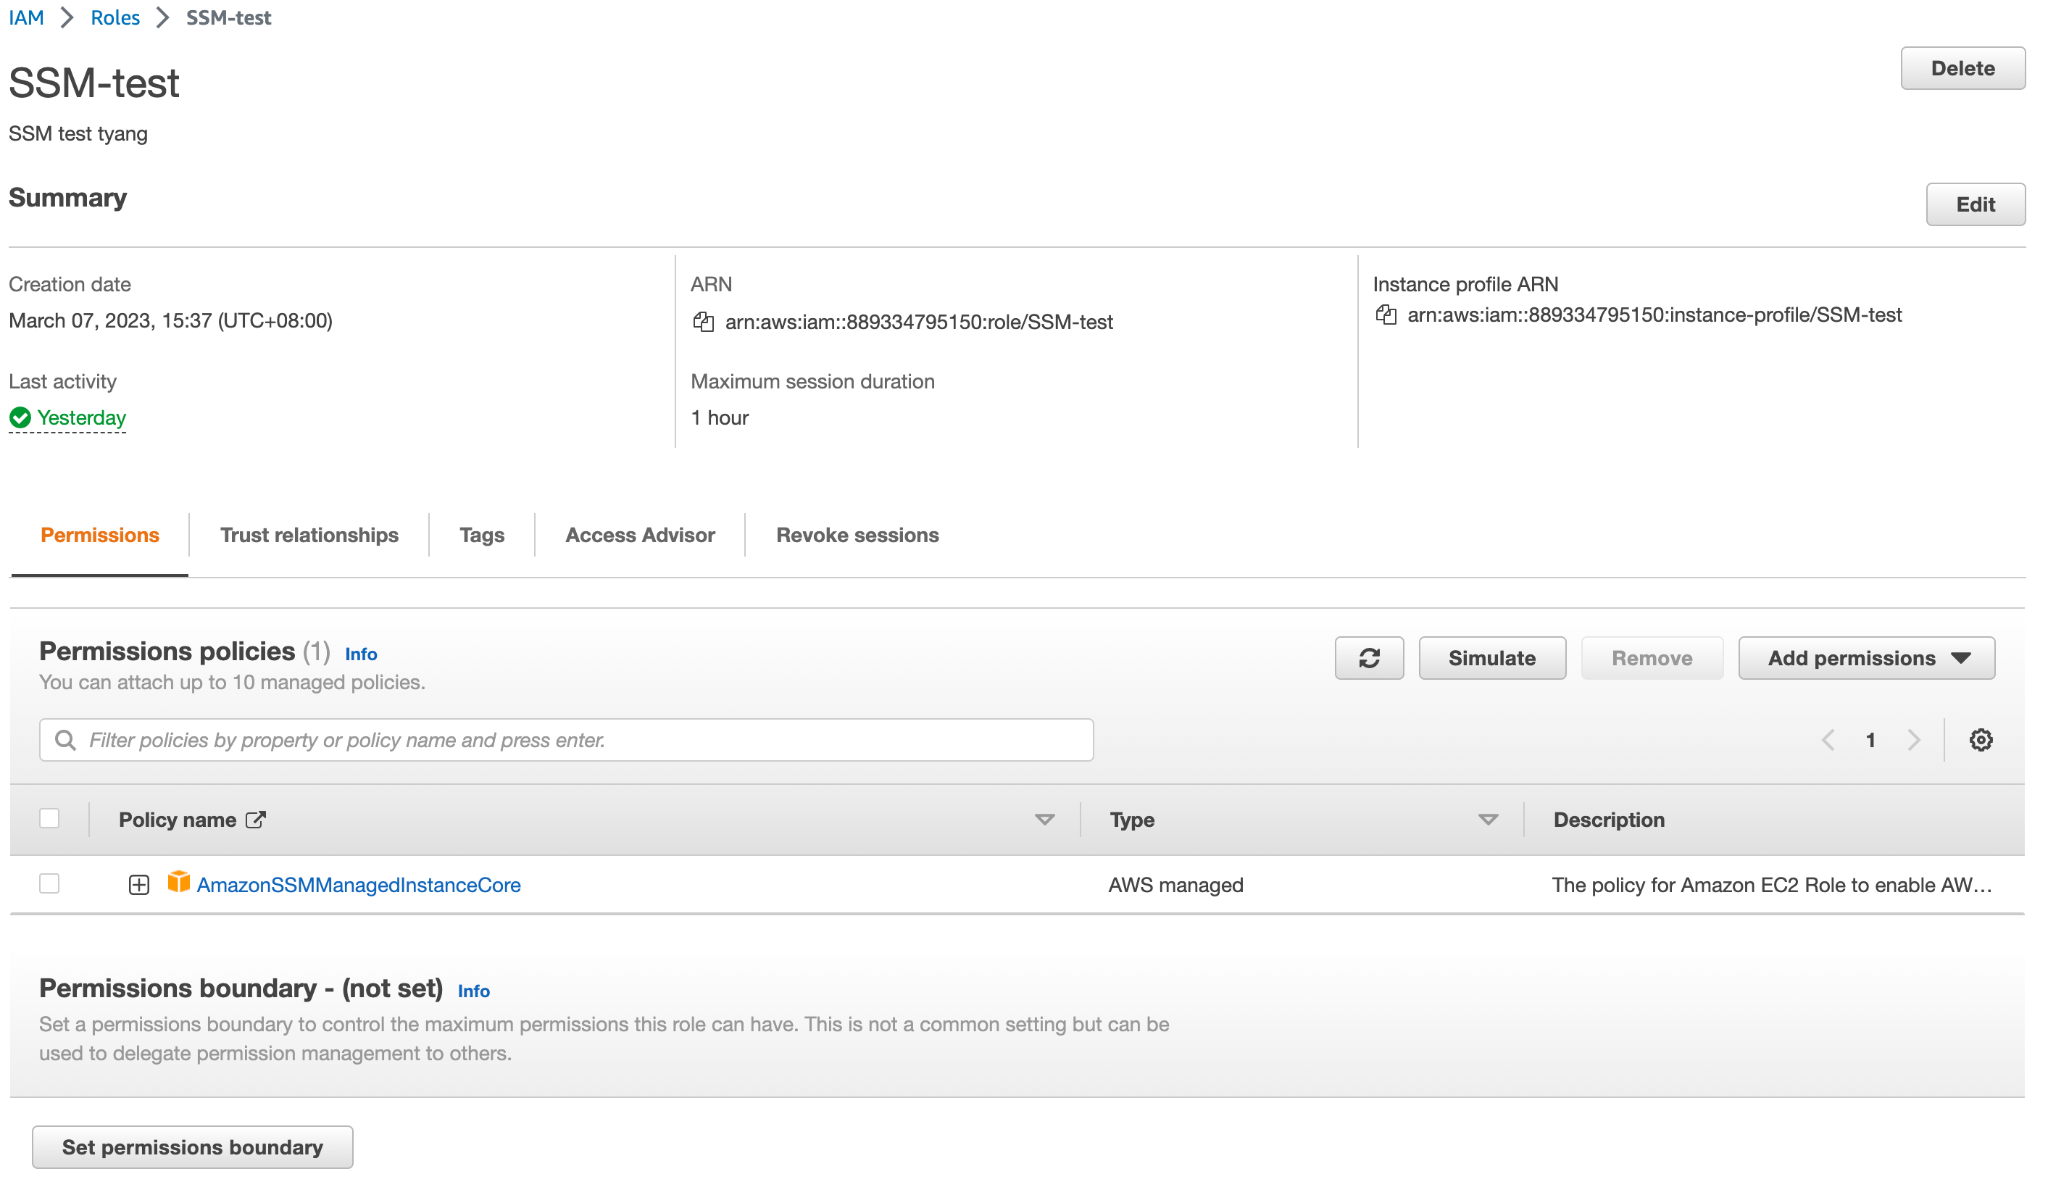 IAM > Roles > SSM-test
SSM-test
Delete
SSM test tyang
Summary
Edit
Creation date
March 07, 2023, 15:37 (UTC+08:00)
Last activity
Yesterday
ARN
arn:aws:iam::889334795150:role/SSM-test
Maximum session duration
1 hour
Instance profile ARN
arn:aws:iam::889334795150:instance-profile/SSM-test
Permissions Trust relationships Tags Access Advisor Revoke sessions
Permissions policies (1) Info
You can attach up to 10 managed policies.
Simulate Remove Add permissions
Filter policies by property or policy name and press enter.
1
Policy name Type Description
AmazonSSMManagedInstanceCore AWS managed The policy for Amazon EC2 Role to enable AW…
Permissions boundary - (not set) Info
Set a permissions boundary to control the maximum permissions this role can have. This is not a common setting but can be
used to delegate permission management to others.
Set permissions boundary